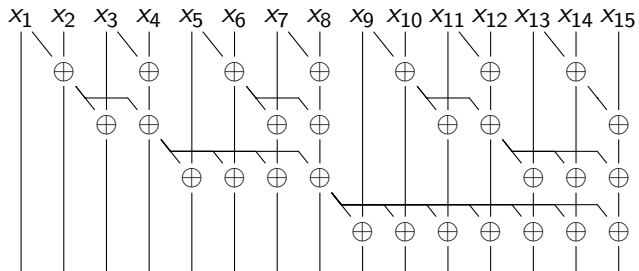 x₁ x₂ x₃ x₄ x₅ x₆ x₇ x₈ x₉ x₁₀ x₁₁ x₁₂ x₁₃ x₁₄ x₁₅